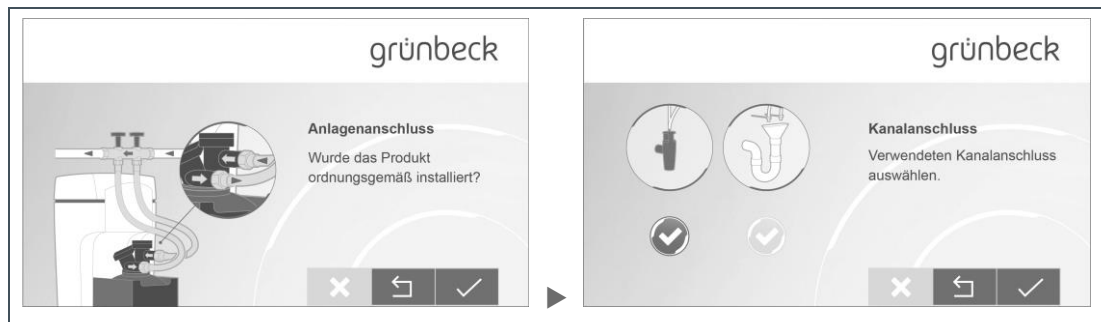 grünbeck
Anlagenanschluss
Wurde das Produkt
ordnungsgemäß installiert?
grünbeck
Kanalanschluss
Verwendeten Kanalanschluss
auswählen.